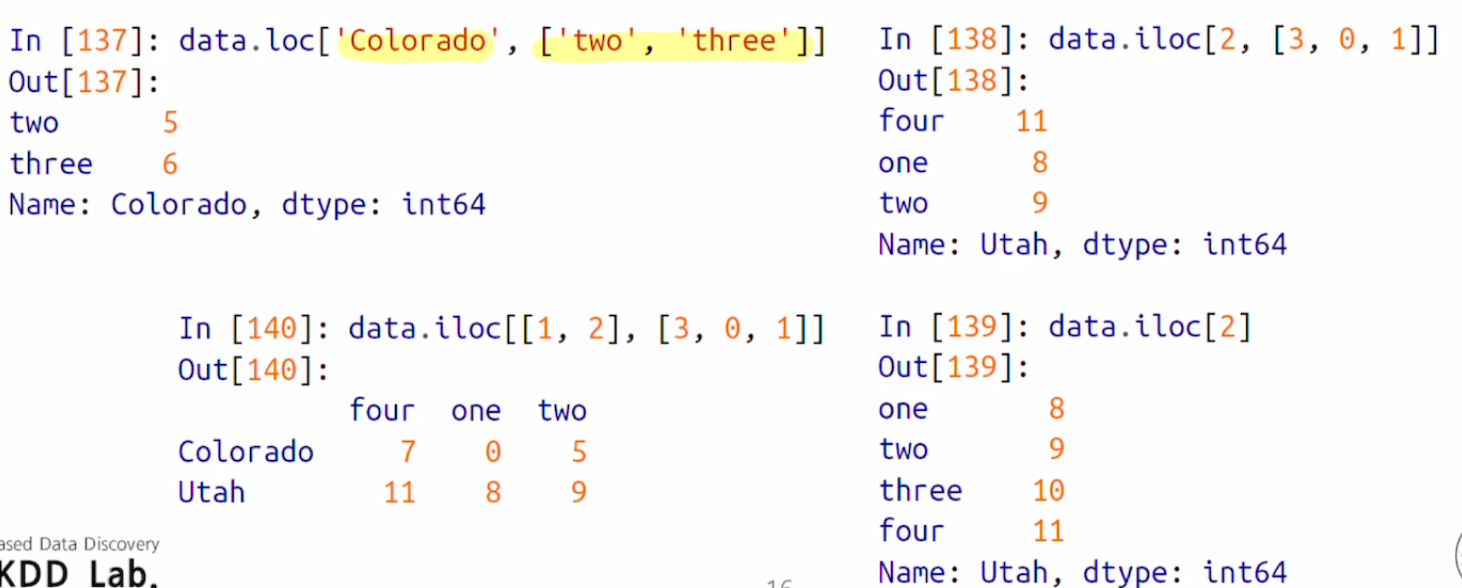 In [137]: data.loc['Colorado', ['two', 'three']]
Out[137]:
two 5
three 6
Name: Colorado, dtype: int64
In [138]: data.iloc[2, [3, 0, 1]]
Out[138]:
four 11
one 8
two 9
Name: Utah, dtype: int64
In [140]: data.iloc[[1, 2], [3, 0, 1]]
Out[140]:
four one two
Colorado 7 0 5
Utah 11 8 9
In [139]: data.iloc[2]
Out[139]:
one 8
two 9
three 10
four 11
Name: Utah, dtype: int64
Data Discovery
KDD Lab.
16